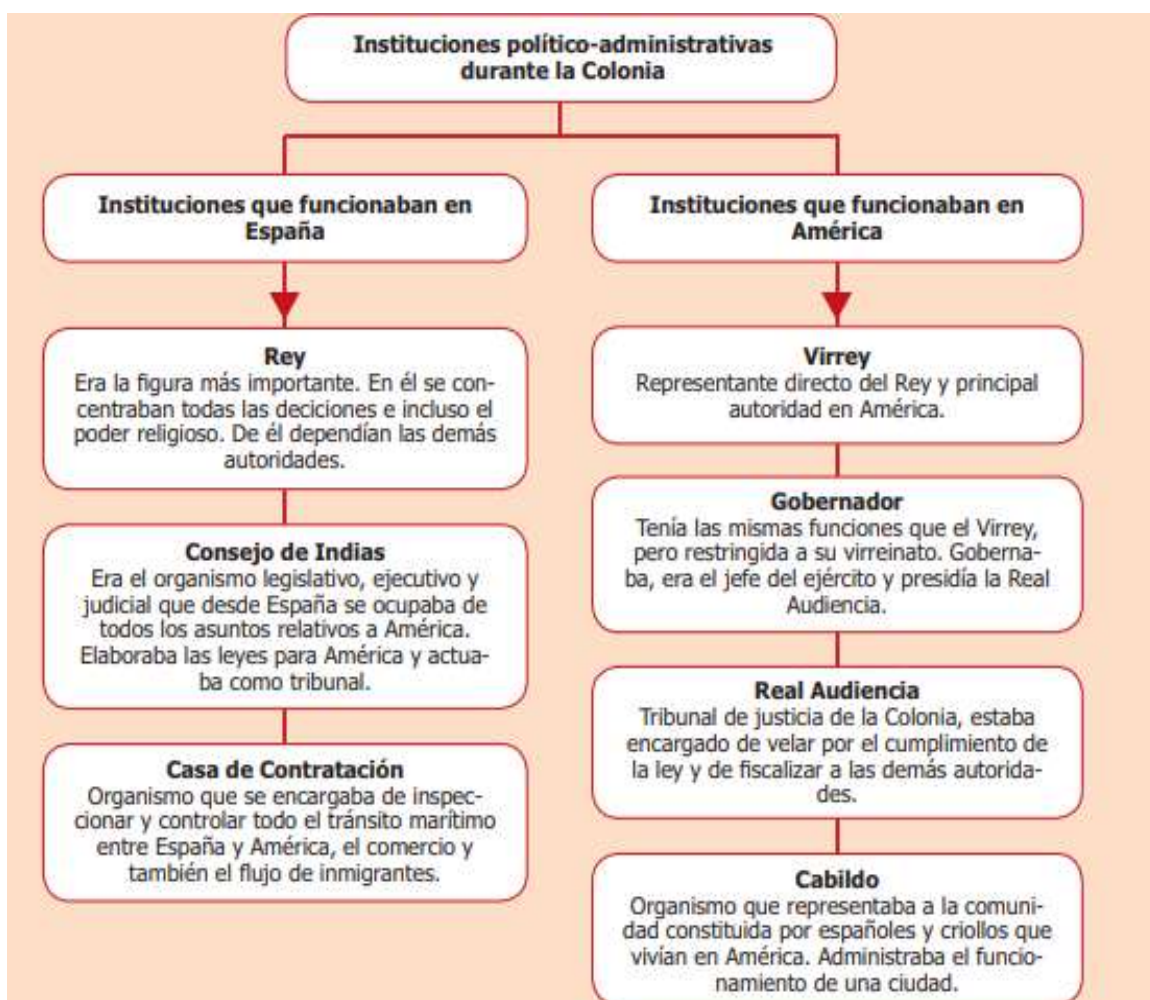 Instituciones político-administrativas
durante la Colonia
Instituciones que funcionaban en
España
Rey
Era la figura más importante. En él se con-
centraban todas las deciciones e incluso el
poder religioso. De él dependían las demás
autoridades.
Consejo de Indias
Era el organismo legislativo, ejecutivo y
judicial que desde España se ocupaba de
todos los asuntos relativos a América.
Elaboraba las leyes para América y actua-
ba como tribunal.
Casa de Contratación
Organismo que se encargaba de inspec-
cionar y controlar todo el tránsito marítimo
entre España y América, el comercio y
también el flujo de inmigrantes.
Instituciones que funcionaban en
América
Virrey
Representante directo del Rey y principal
autoridad en América.
Gobernador
Tenía las mismas funciones que el Virrey,
pero restringida a su virreinato. Goberna-
ba, era el jefe del ejército y presidía la Real
Audiencia.
Real Audiencia
Tribunal de justicia de la Colonia, estaba
encargado de velar por el cumplimiento de
la ley y de fiscalizar a las demás autorida-
des.
Cabildo
Organismo que representaba a la comuni-
dad constituida por españoles y criollos que
vivían en América. Administraba el funcio-
namiento de una ciudad.